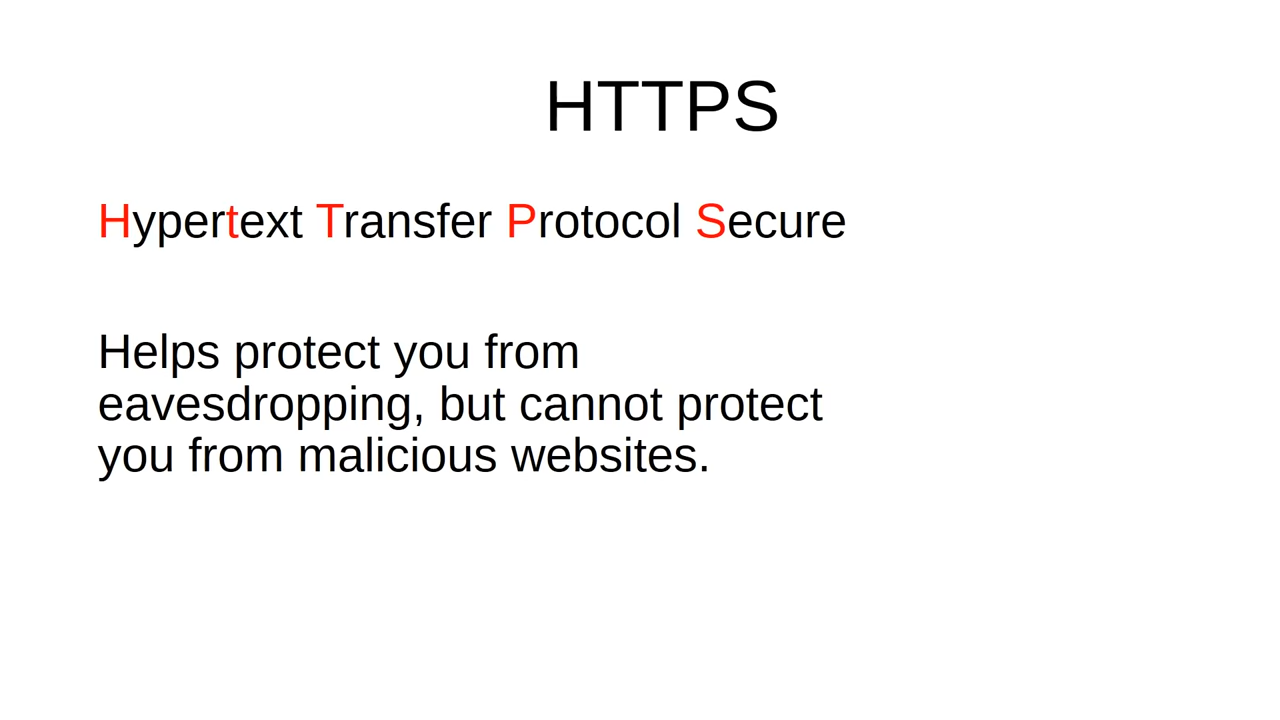 HTTPS
Hypertext Transfer Protocol Secure
Helps protect you from
eavesdropping, but cannot protect
you from malicious websites.